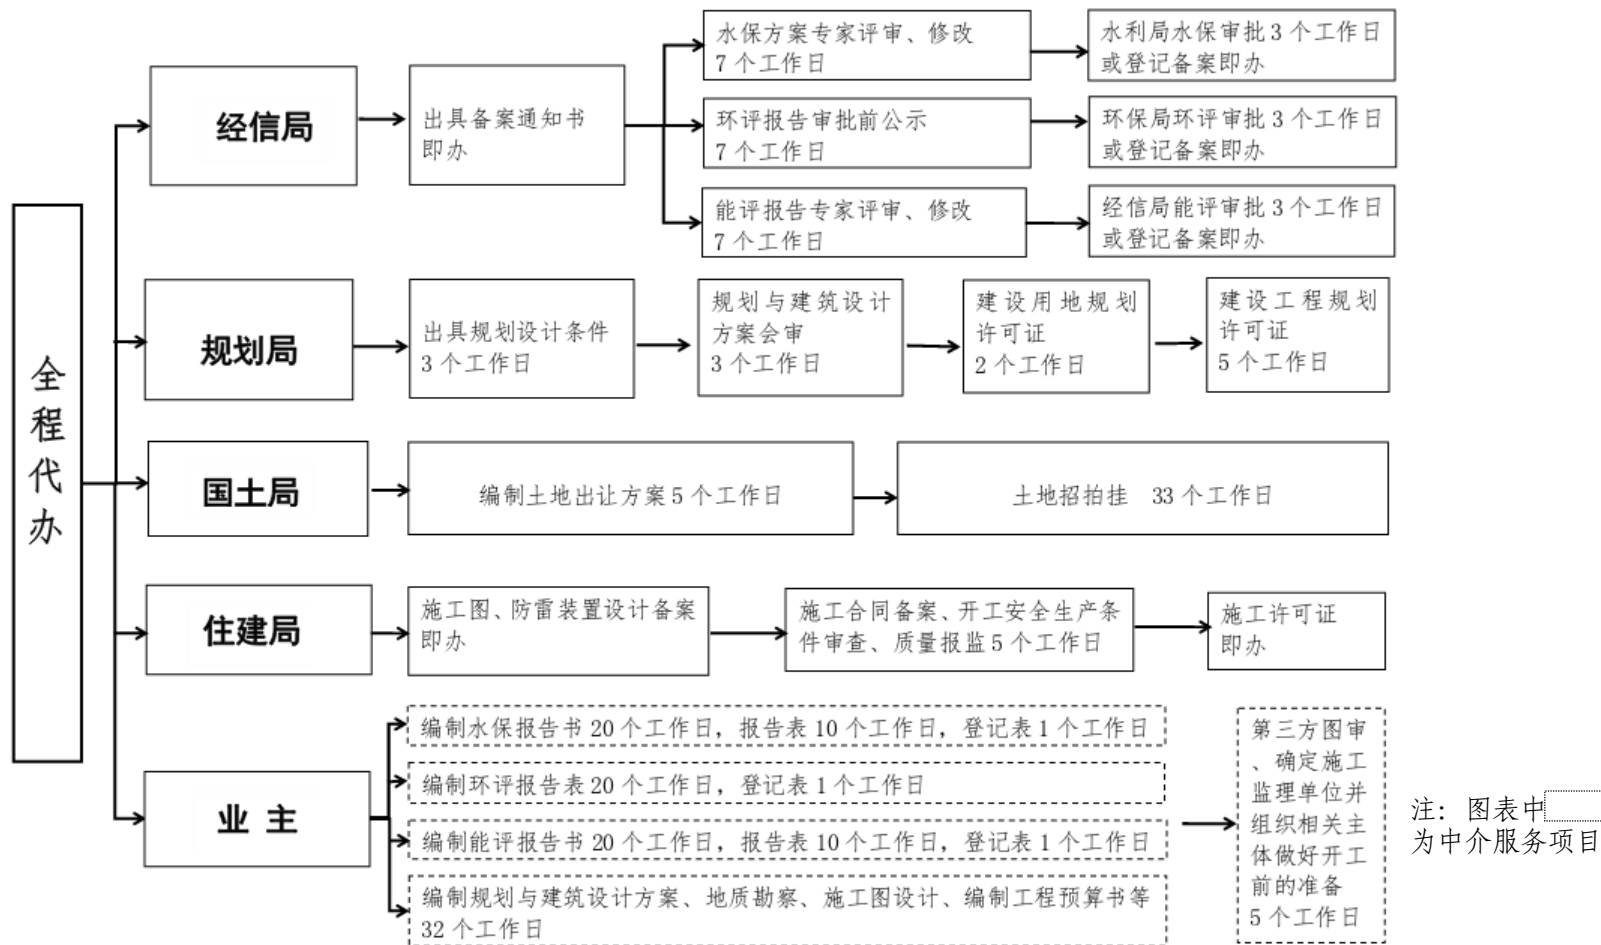 全
程
代
办
经信局
出具备案通知书
即办
水保方案专家评审、修改
7 个工作日
水利局水保审批 3 个工作日
或登记备案即办
环评报告审批前公示
7 个工作日
环保局环评审批 3 个工作日
或登记备案即办
能评报告专家评审、修改
7 个工作日
经信局能评审批 3 个工作日
或登记备案即办
规划局
出具规划设计条件
3 个工作日
规划与建筑设计
方案会审
3 个工作日
建设用地规划
许可证
2 个工作日
建设工程规划
许可证
5 个工作日
国土局
编制土地出让方案 5 个工作日
土地招拍挂 33 个工作日
住建局
施工图、防雷装置设计备案
即办
施工合同备案、开工安全生产条
件审查、质量报监 5 个工作日
施工许可证
即办
业 主
编制水保报告书 20 个工作日，报告表 10 个工作日，登记表 1 个工作日
编制环评报告表 20 个工作日，登记表 1 个工作日
编制能评报告书 20 个工作日，报告表 10 个工作日，登记表 1 个工作日
编制规划与建筑设计方案、地质勘察、施工图设计、编制工程预算书等
32 个工作日
第三方图审
、确定施工
监理单位并
组织相关主
体做好开工
前的准备
5 个工作日
注：图表中
为中介服务项目